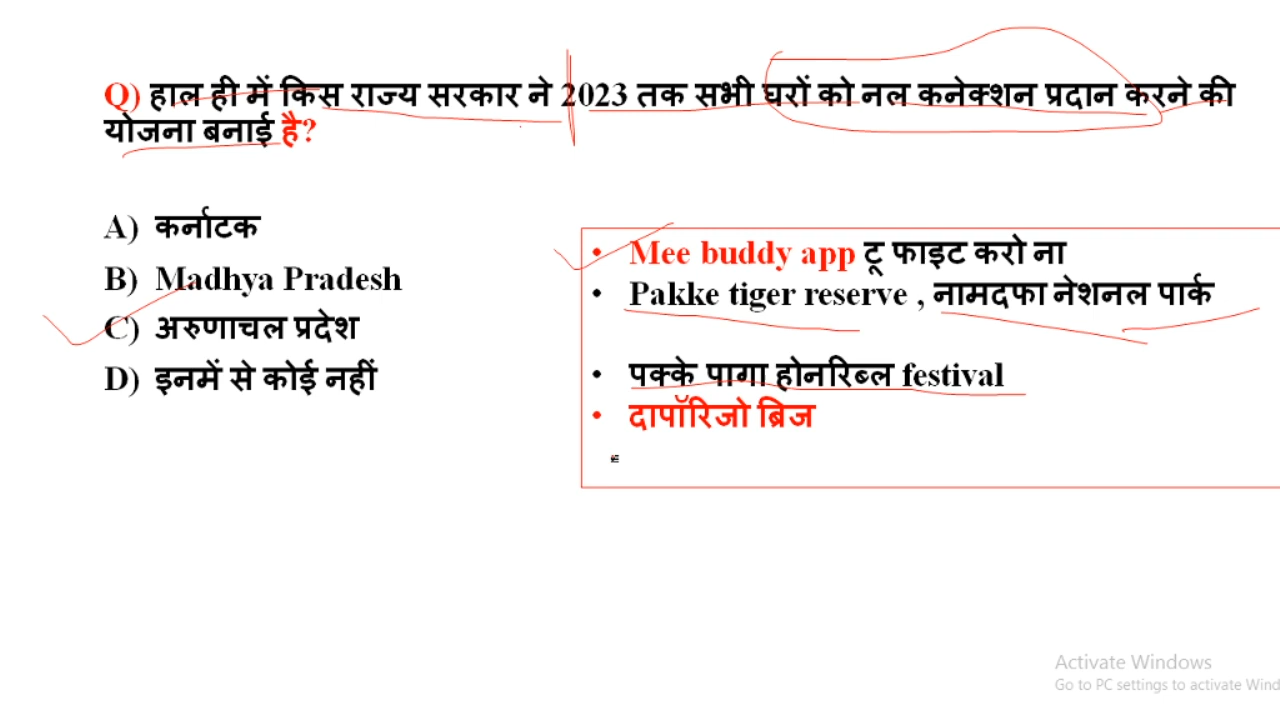 Q) हाल ही में किस राज्य सरकार ने 2023 तक सभी घरों को नल कनेक्शन प्रदान करने की
योजना बनाई है?
A) कर्नाटक
B) Madhya Pradesh
C) अरुणाचल प्रदेश
D) इनमें से कोई नहीं
• Mee buddy app टू फाइट करो ना
• Pakke tiger reserve , नामदफा नेशनल पार्क
• पक्के पागा होनरिब्ल festival
• दापॉरिजो ब्रिज
Activate Windows
Go to PC settings to activate Wind